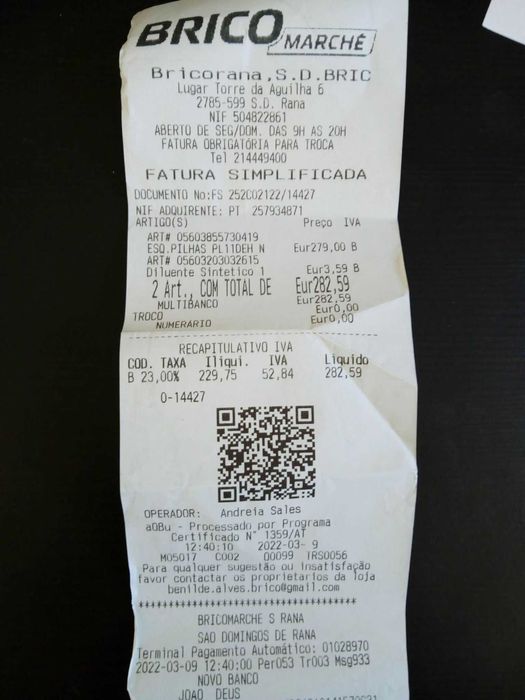 BRICO MARCHÉ
Bricorana,S.D.BRIC
Lugar Torre da Aguilha 6
2785-599 S.D. Rana
NIF 504822861
ABERTO DE SEG/DOM. DAS 9H AS 20H
FATURA OBRIGATÓRIA PARA TROCA
Tel 214449400
FATURA SIMPLIFICADA
DOCUMENTO No:FS 252C02122/14427
NIF ADQUIRENTE: PT 257934871
ARTIGO(S) Preço IVA
ART# 05603855730419
ESQ.PILHAS PL11DEH N Eur279,00 B
ART# 05603203032615
Diluente Sintetico 1 Eur3,59 B
2 Art., COM TOTAL DE Eur282,59
MULTIBANCO Eur282,59
TROCO Eur0,00
NUMERARIO Eur0,00
RECAPITULATIVO IVA
COD. TAXA Iliqui. IVA Liquido
B 23,00% 229,75 52,84 282,59
O-14427
OPERADOR: Andreia Sales
aOBu - Processado por Programa
Certificado Nº 1359/AT
12:40:10 2022-03- 9
M05017 C002 00099 TRS0056
Para qualquer sugestão ou insatisfação
favor contactar os proprietarios da loja
benilde.alves.brico@gmail.com
****************************************
BRICOMARCHE S RANA
SAO DOMINGOS DE RANA
Terminal Pagamento Automático: 01028970
2022-03-09 12:40:00 Per053 Tr003 Msg933
NOVO BANCO
JOAO DEUS